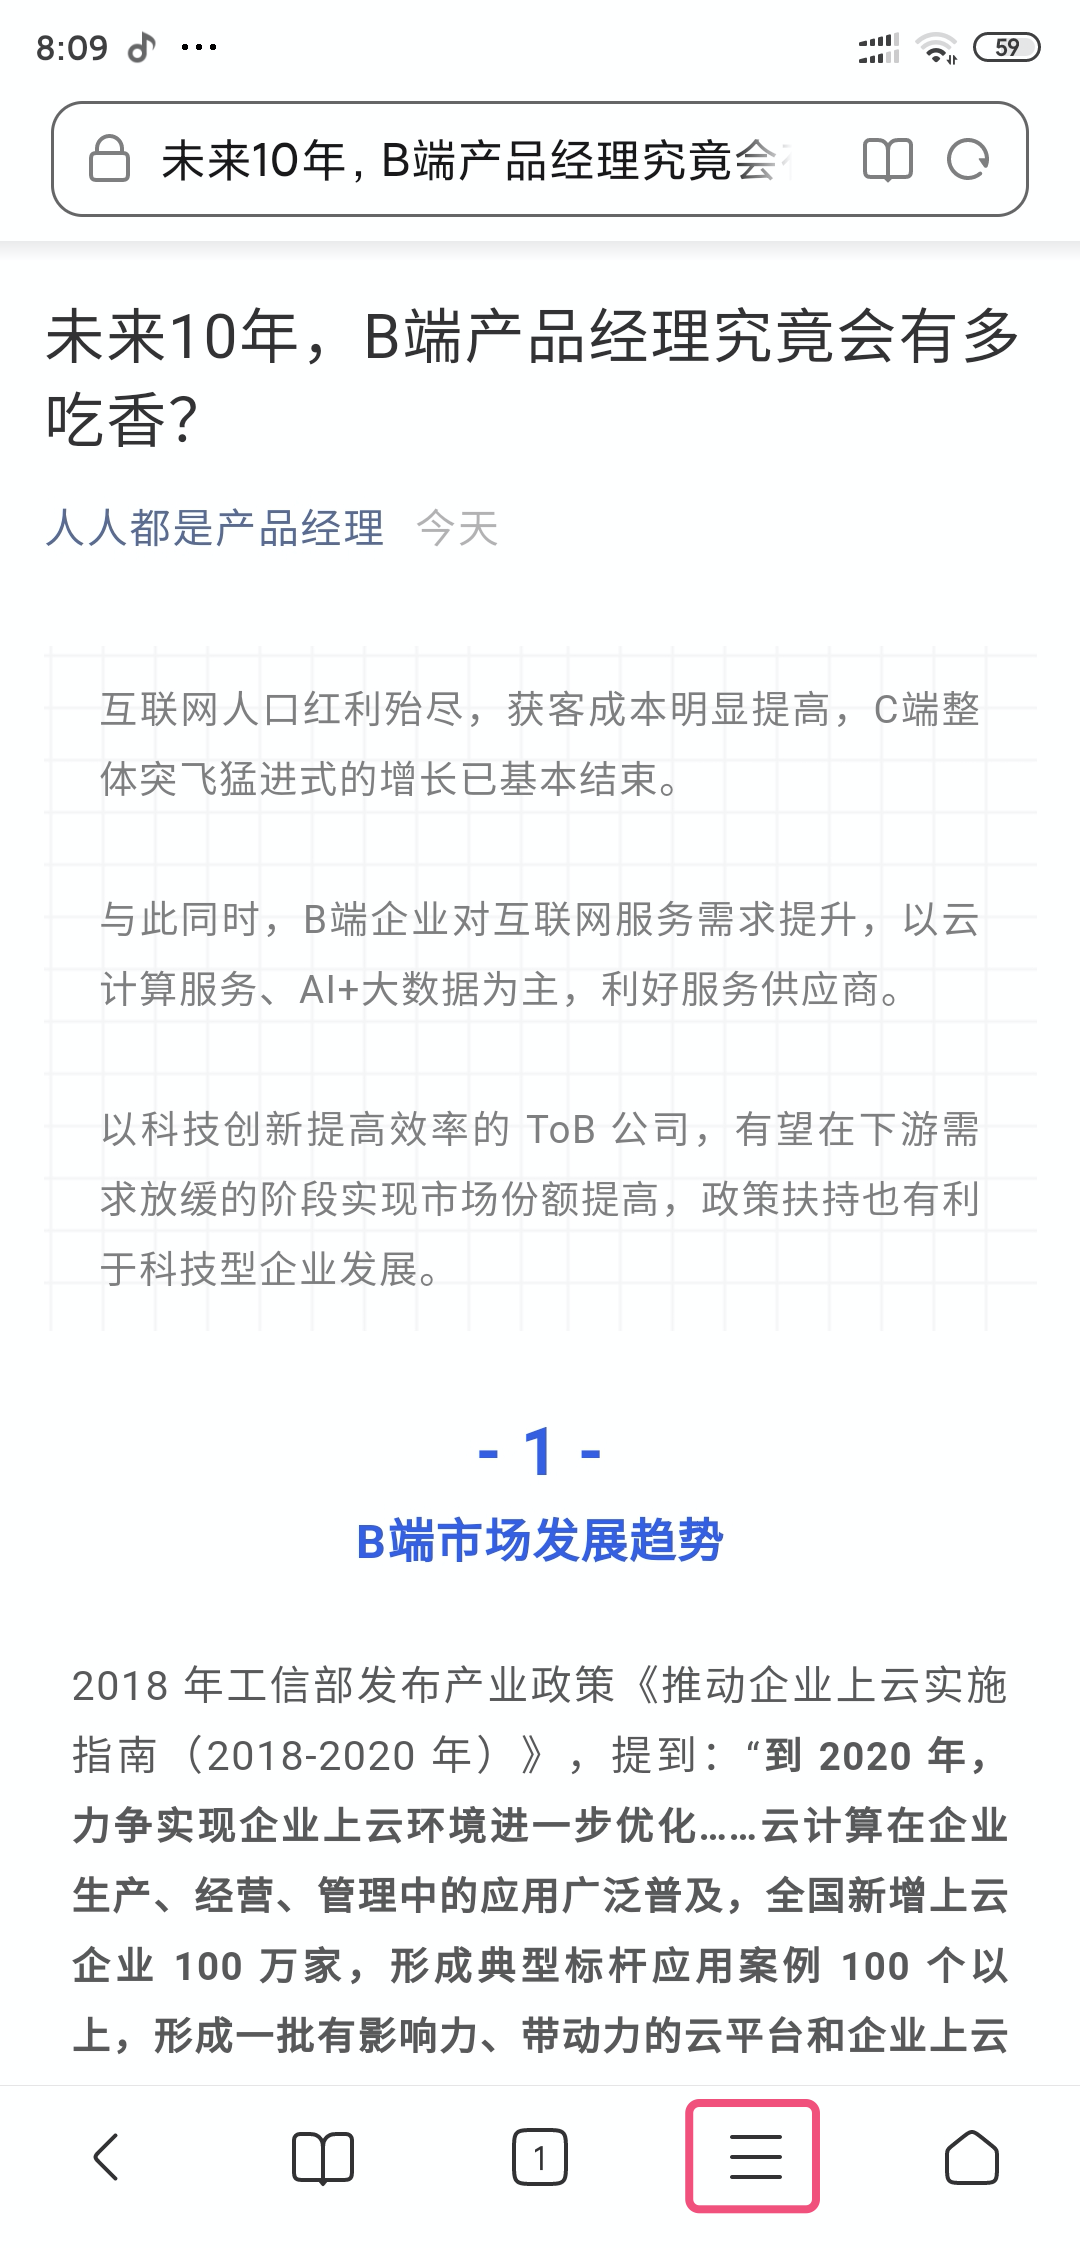 8:09
59
未来10年，B端产品经理究竟会
未来10年，B端产品经理究竟会有多
吃香？
人人都是产品经理 今天
互联网人口红利殆尽，获客成本明显提高，C端整
体突飞猛进式的增长已基本结束。
与此同时，B端企业对互联网服务需求提升，以云
计算服务、AI+大数据为主，利好服务供应商。
以科技创新提高效率的 ToB 公司，有望在下游需
求放缓的阶段实现市场份额提高，政策扶持也有利
于科技型企业发展。
- 1 -
B端市场发展趋势
2018 年工信部发布产业政策《推动企业上云实施
指南（2018-2020 年）》，提到：“到 2020 年，
力争实现企业上云环境进一步优化……云计算在企业
生产、经营、管理中的应用广泛普及，全国新增上云
企业 100 万家，形成典型标杆应用案例 100 个以
上，形成一批有影响力、带动力的云平台和企业上云
1